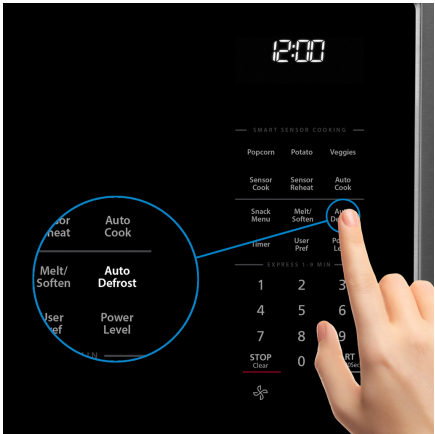 12:00
SMART SENSOR COOKING
Popcorn Potato Veggies
Sensor Sensor Auto
Cook Reheat Cook
Snack Melt/
Menu Soften
Timer User
Pref
EXPRESS 1-9 MIN
1 2 3
4 5 6
7 8 9
STOP 0
Clear
Auto
Cook
Melt/ Auto
Soften Defrost
Power
Level